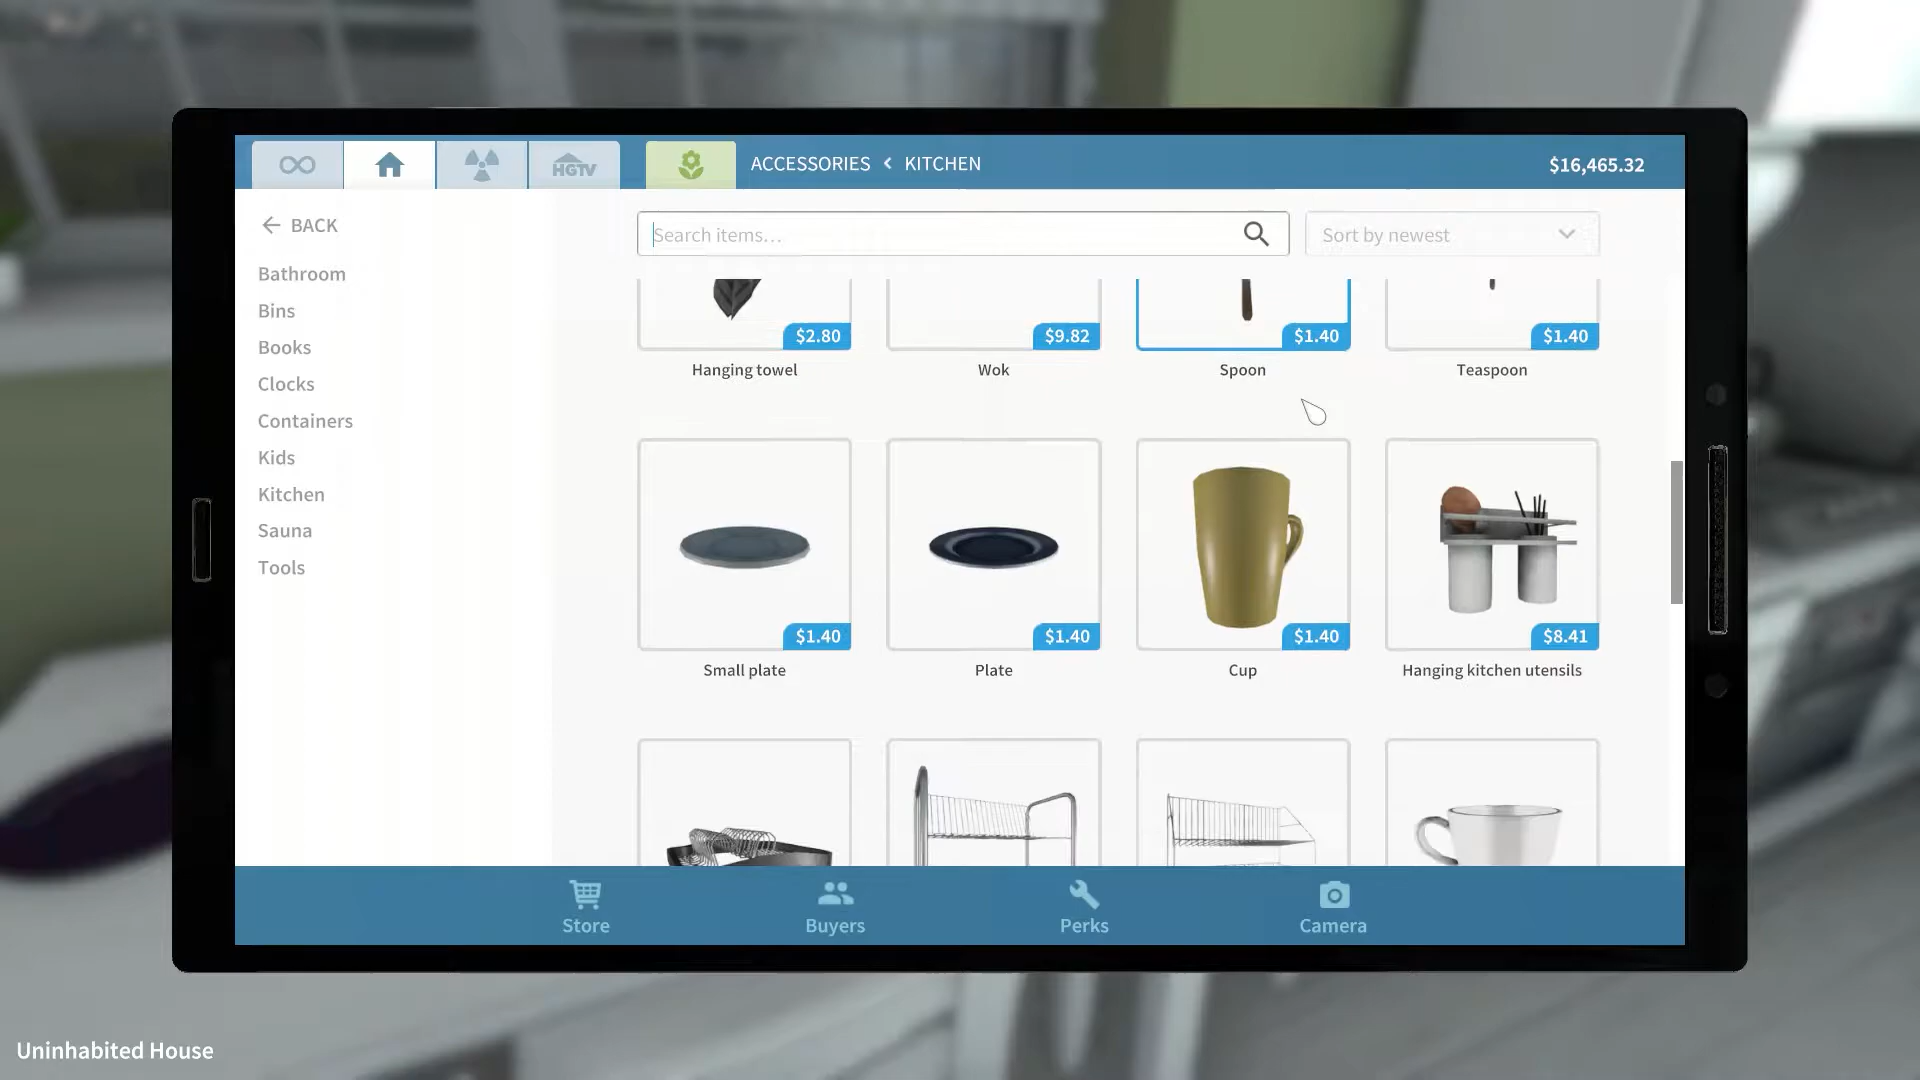 HGTV
ACCESSORIES < KITCHEN
$16,465.32
BACK
Search items...
Sort by newest
Bathroom
Bins
Books
Clocks
Containers
Kids
Kitchen
Sauna
Tools
$2.80
$9.82
$1.40
$1.40
Hanging towel
Wok
Spoon
Teaspoon
$1.40
$1.40
$1.40
$8.41
Small plate
Plate
Cup
Hanging kitchen utensils
Store
Buyers
Perks
Camera
Uninhabited House